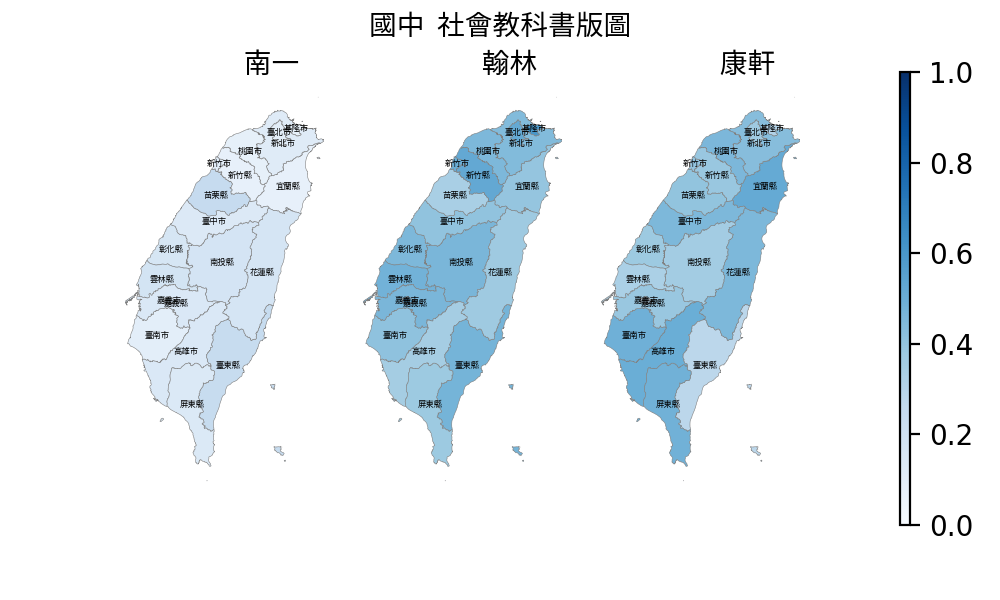 國中 社會教科書版圖
南一
翰林
康軒
臺北市
基隆市
新北市
桃園市
新竹市
新竹縣
宜蘭縣
苗栗縣
臺中市
彰化縣
南投縣
花蓮縣
雲林縣
嘉義市
嘉義縣
臺南市
高雄市
臺東縣
屏東縣
臺北市
基隆市
新北市
桃園市
新竹市
新竹縣
宜蘭縣
苗栗縣
臺中市
彰化縣
南投縣
花蓮縣
雲林縣
嘉義市
嘉義縣
臺南市
高雄市
臺東縣
屏東縣
臺北市
基隆市
新北市
桃園市
新竹市
新竹縣
宜蘭縣
苗栗縣
臺中市
彰化縣
南投縣
花蓮縣
雲林縣
嘉義市
嘉義縣
臺南市
高雄市
臺東縣
屏東縣
1.0
0.8
0.6
0.4
0.2
0.0